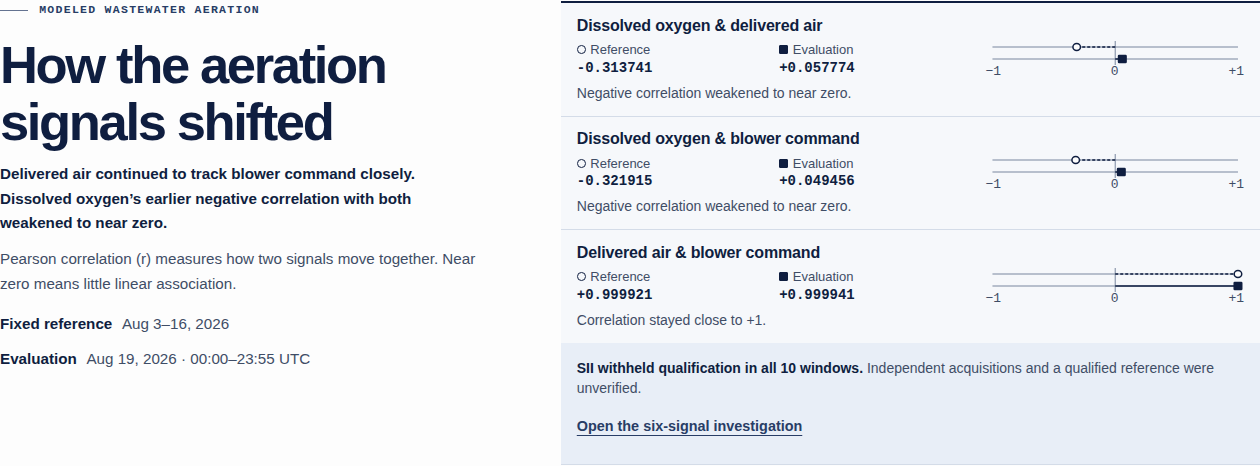 MODELED WASTEWATER AERATION
How the aeration
signals shifted
Delivered air continued to track blower command closely.
Dissolved oxygen’s earlier negative correlation with both
weakened to near zero.
Pearson correlation (r) measures how two signals move together. Near
zero means little linear association.
Fixed reference Aug 3–16, 2026
Evaluation Aug 19, 2026 · 00:00–23:55 UTC
Dissolved oxygen & delivered air
Reference Evaluation
-0.313741 +0.057774
Negative correlation weakened to near zero.
−1 0 +1
Dissolved oxygen & blower command
Reference Evaluation
-0.321915 +0.049456
Negative correlation weakened to near zero.
−1 0 +1
Delivered air & blower command
Reference Evaluation
+0.999921 +0.999941
Correlation stayed close to +1.
−1 0 +1
SII withheld qualification in all 10 windows. Independent acquisitions and a qualified reference were
unverified.
Open the six-signal investigation